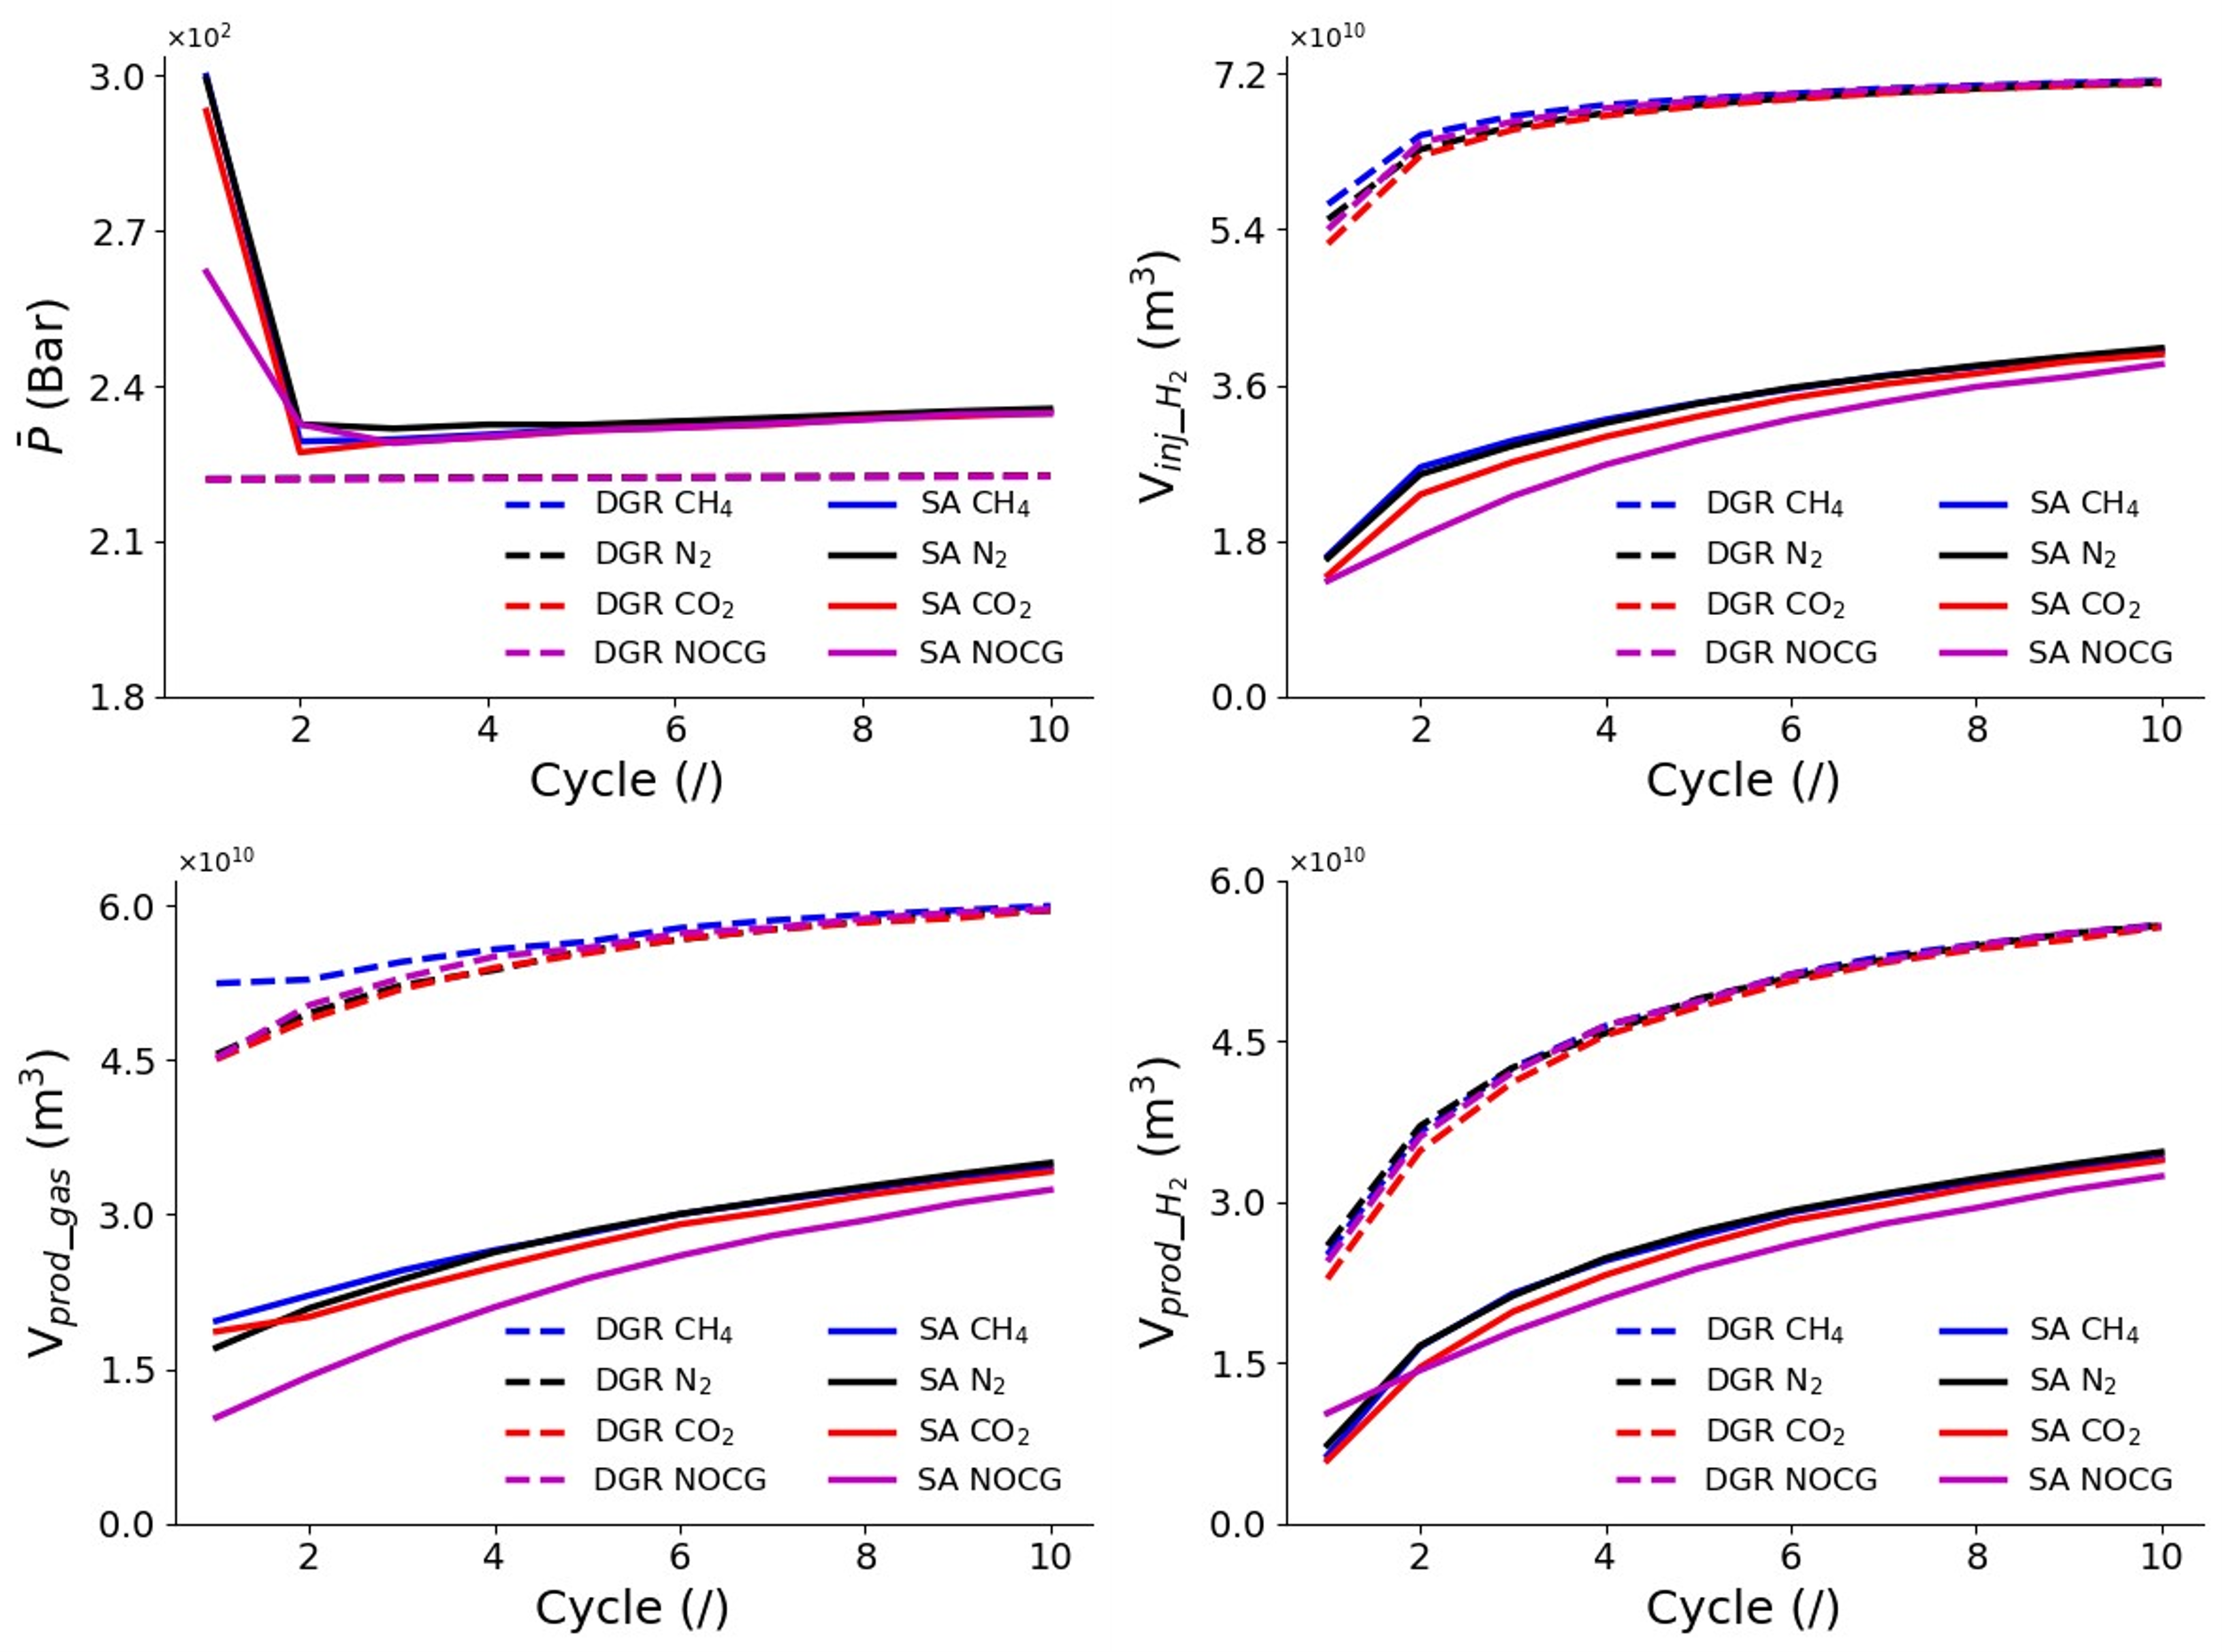 ×10²
3.0
2.7
2.4
2.1
1.8
P̄ (Bar)
2 4 6 8 10
Cycle (/)
DGR CH₄ SA CH₄
DGR N₂ SA N₂
DGR CO₂ SA CO₂
DGR NOCG SA NOCG
×10¹⁰
7.2
5.4
3.6
1.8
0.0
V_inj_H₂ (m³)
2 4 6 8 10
Cycle (/)
DGR CH₄ SA CH₄
DGR N₂ SA N₂
DGR CO₂ SA CO₂
DGR NOCG SA NOCG
×10¹⁰
6.0
4.5
3.0
1.5
0.0
V_prod_gas (m³)
2 4 6 8 10
Cycle (/)
DGR CH₄ SA CH₄
DGR N₂ SA N₂
DGR CO₂ SA CO₂
DGR NOCG SA NOCG
×10¹⁰
6.0
4.5
3.0
1.5
0.0
V_prod_H₂ (m³)
2 4 6 8 10
Cycle (/)
DGR CH₄ SA CH₄
DGR N₂ SA N₂
DGR CO₂ SA CO₂
DGR NOCG SA NOCG